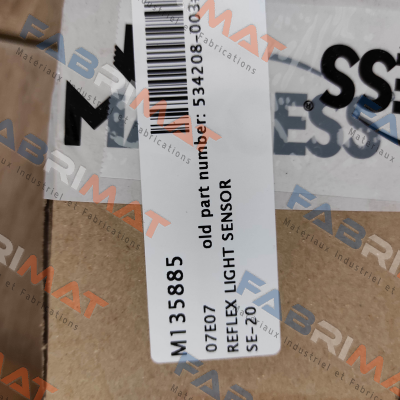 M135885
07E07 old part number: 534208-003
REFLEX LIGHT SENSOR
SE-20
FABRIMAT
Materiaux Industriel et Fabrications